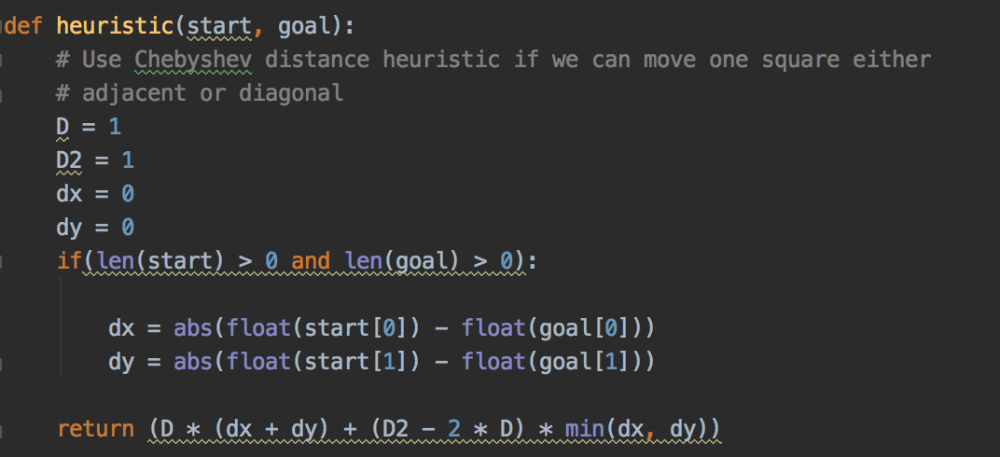 def heuristic(start, goal):
    # Use Chebyshev distance heuristic if we can move one square either
    # adjacent or diagonal
    D = 1
    D2 = 1
    dx = 0
    dy = 0
    if(len(start) > 0 and len(goal) > 0):
        dx = abs(float(start[0]) - float(goal[0]))
        dy = abs(float(start[1]) - float(goal[1]))
    return (D * (dx + dy) + (D2 - 2 * D) * min(dx, dy))